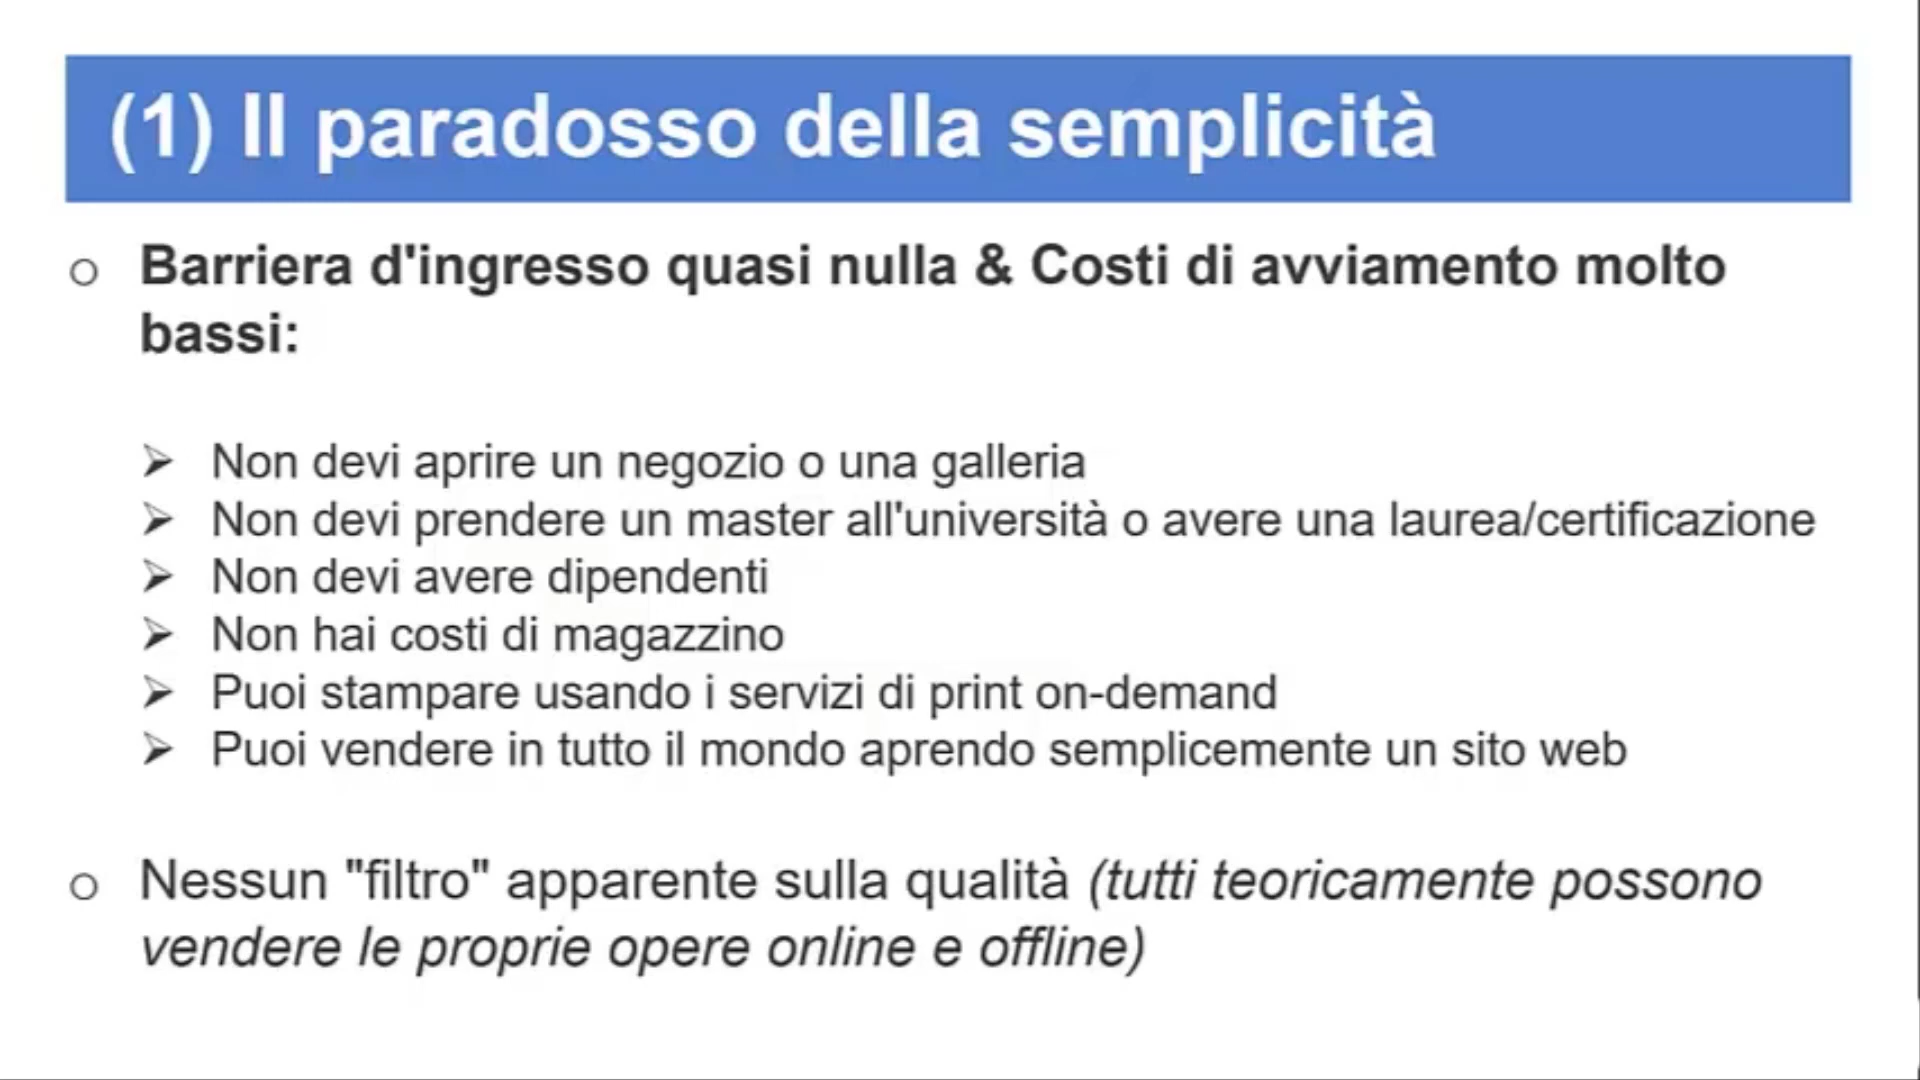 (1) Il paradosso della semplicità
o Barriera d'ingresso quasi nulla & Costi di avviamento molto
bassi:
➢ Non devi aprire un negozio o una galleria
➢ Non devi prendere un master all'università o avere una laurea/certificazione
➢ Non devi avere dipendenti
➢ Non hai costi di magazzino
➢ Puoi stampare usando i servizi di print on-demand
➢ Puoi vendere in tutto il mondo aprendo semplicemente un sito web
o Nessun "filtro" apparente sulla qualità (tutti teoricamente possono
vendere le proprie opere online e offline)